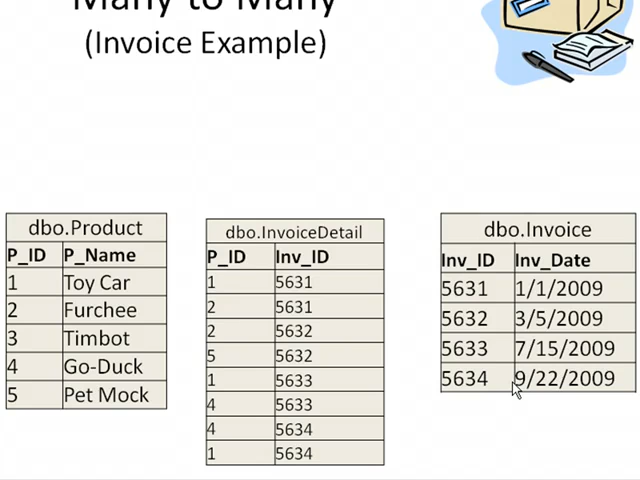 Many to Many
(Invoice Example)
dbo.Product
P_ID P_Name
1 Toy Car
2 Furchee
3 Timbot
4 Go-Duck
5 Pet Mock
dbo.InvoiceDetail
P_ID Inv_ID
1 5631
2 5631
2 5632
5 5632
1 5633
4 5633
4 5634
1 5634
dbo.Invoice
Inv_ID Inv_Date
5631 1/1/2009
5632 3/5/2009
5633 7/15/2009
5634 9/22/2009